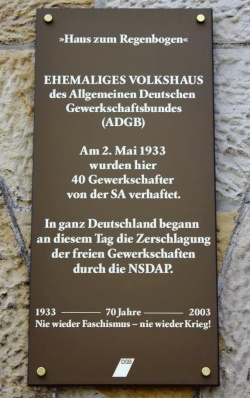 »Haus zum Regenbogen«
EHEMALIGES VOLKSHAUS
des Allgemeinen Deutschen
Gewerkschaftsbundes
(ADGB)
Am 2. Mai 1933
wurden hier
40 Gewerkschafter
von der SA verhaftet.
In ganz Deutschland begann
an diesem Tag die Zerschlagung
der freien Gewerkschaften
durch die NSDAP.
1933 —— 70 Jahre —— 2003
Nie wieder Faschismus – nie wieder Krieg!
DGB